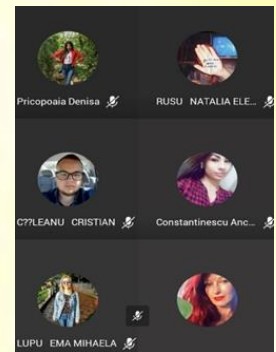 Pricopoaia Denisa
RUSU NATALIA ELE...
C??LEANU CRISTIAN
Constantinescu Anc...
LUPU EMA MIHAELA